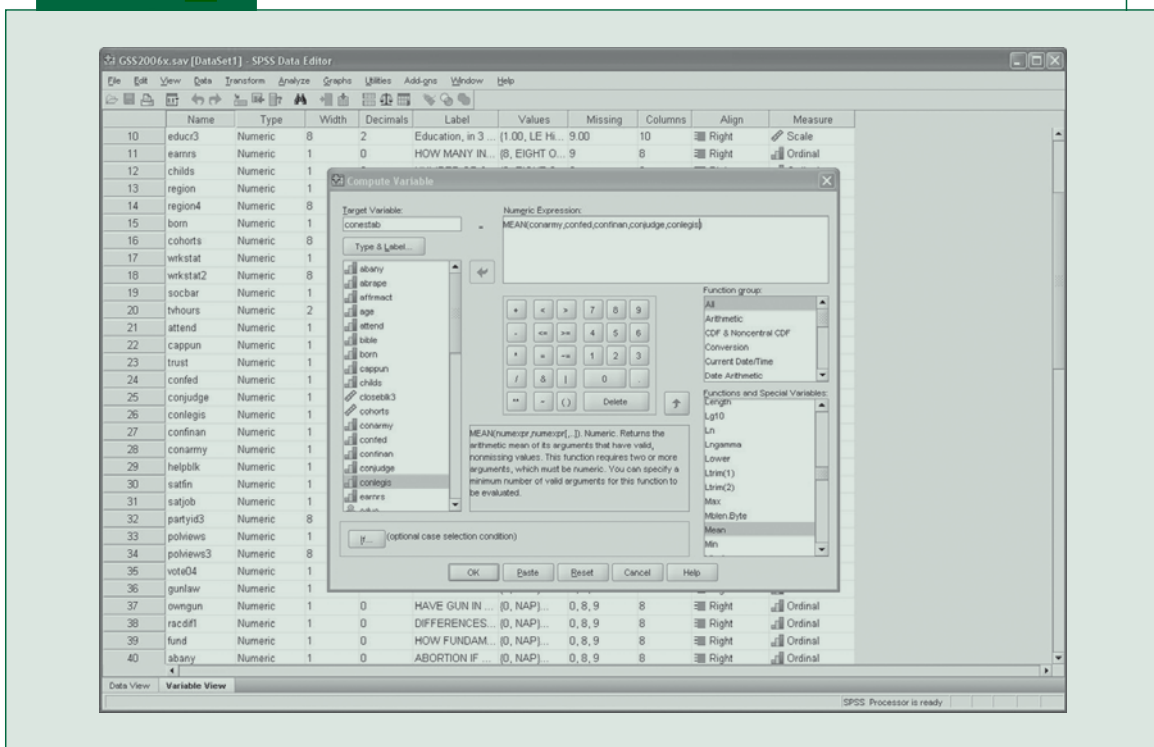 GSS2006x.sav [DataSet1] - SPSS Data Editor
File Edit View Data Transform Analyze Graphs Utilities Add-ons Window Help
Name Type Width Decimals Label Values Missing Columns Align Measure
10 educr3 Numeric 8 2 Education, in 3 ... {1.00, LE Hi... 9.00 10 Right Scale
11 earnrs Numeric 1 0 HOW MANY IN... {8, EIGHT O... 9 8 Right Ordinal
12 childs Numeric 1
13 region Numeric 1
14 region4 Numeric 8
15 born Numeric 1
16 cohorts Numeric 8
17 wrkstat Numeric 1
18 wrkstat2 Numeric 8
19 socbar Numeric 1
20 tvhours Numeric 2
21 attend Numeric 1
22 cappun Numeric 1
23 trust Numeric 1
24 confed Numeric 1
25 conjudge Numeric 1
26 conlegis Numeric 1
27 confinan Numeric 1
28 conarmy Numeric 1
29 helpblk Numeric 1
30 satfin Numeric 1
31 satjob Numeric 1
32 partyid3 Numeric 8
33 polviews Numeric 1
34 polviews3 Numeric 8
35 vote04 Numeric 1
36 gunlaw Numeric 1
37 owngun Numeric 1 0 HAVE GUN IN ... {0, NAP}... 0, 8, 9 8 Right Ordinal
38 racdif1 Numeric 1 0 DIFFERENCES... {0, NAP}... 0, 8, 9 8 Right Ordinal
39 fund Numeric 1 0 HOW FUNDAM... {0, NAP}... 0, 8, 9 8 Right Ordinal
40 abany Numeric 1 0 ABORTION IF ... {0, NAP}... 0, 8, 9 8 Right Ordinal
Compute Variable
Target Variable:
conestab
=
Numeric Expression:
MEAN(conarmy,confed,confinan,conjudge,conlegis)
Type & Label...
abany
abrape
affrmact
age
attend
bible
born
cappun
childs
closeblk3
cohorts
conarmy
confed
confinan
conjudge
conlegis
earnrs
+ < > 7 8 9
- <= >= 4 5 6
* = ~= 1 2 3
/ & | 0 .
** ~ ( ) Delete
Function group:
All
Arithmetic
CDF & Noncentral CDF
Conversion
Current Date/Time
Date Arithmetic
Functions and Special Variables:
Length
Lg10
Ln
Lngamma
Lower
Ltrim(1)
Ltrim(2)
Max
Mblen.Byte
Mean
Min
MEAN(numexpr,numexpr[,..]). Numeric. Returns the
arithmetic mean of its arguments that have valid,
nonmissing values. This function requires two or more
arguments, which must be numeric. You can specify a
minimum number of valid arguments for this function to
be evaluated.
If... (optional case selection condition)
OK Paste Reset Cancel Help
Data View Variable View
SPSS Processor is ready